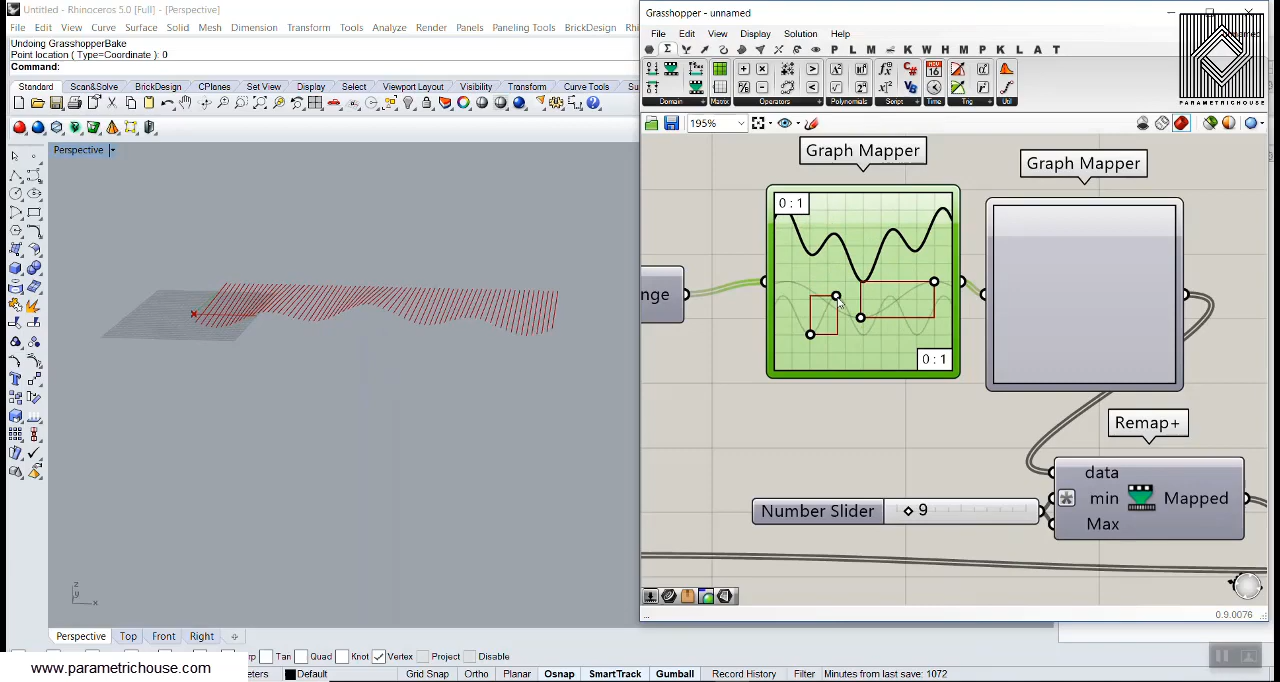 Untitled - Rhinoceros 5.0 [Full] - [Perspective]
File Edit View Curve Surface Solid Mesh Dimension Transform Tools Analyze Render Panels Paneling Tools BrickDesign
Undoing GrasshopperBake
Point location ( Type=Coordinate ): 0
Command:
Standard Scan&Solve BrickDesign CPlanes Set View Display Select Viewport Layout Visibility Transform Curve Tools
Perspective
z
y
x
Perspective Top Front Right
Tan Quad Knot Vertex Project Disable
Default Grid Snap Ortho Planar Osnap SmartTrack Gumball Record History Filter Minutes from last save: 1072
www.parametrichouse.com
Grasshopper - unnamed
File Edit View Display Solution Help
P L M K W H M P K L A T
Domain Matrix Operators Polynomials Script Time Trig Util
195%
PARAMETRICHOUSE
Graph Mapper
Graph Mapper
0 : 1
0 : 1
nge
Remap+
data
min
Max
Mapped
Number Slider 9
...
0.9.0076